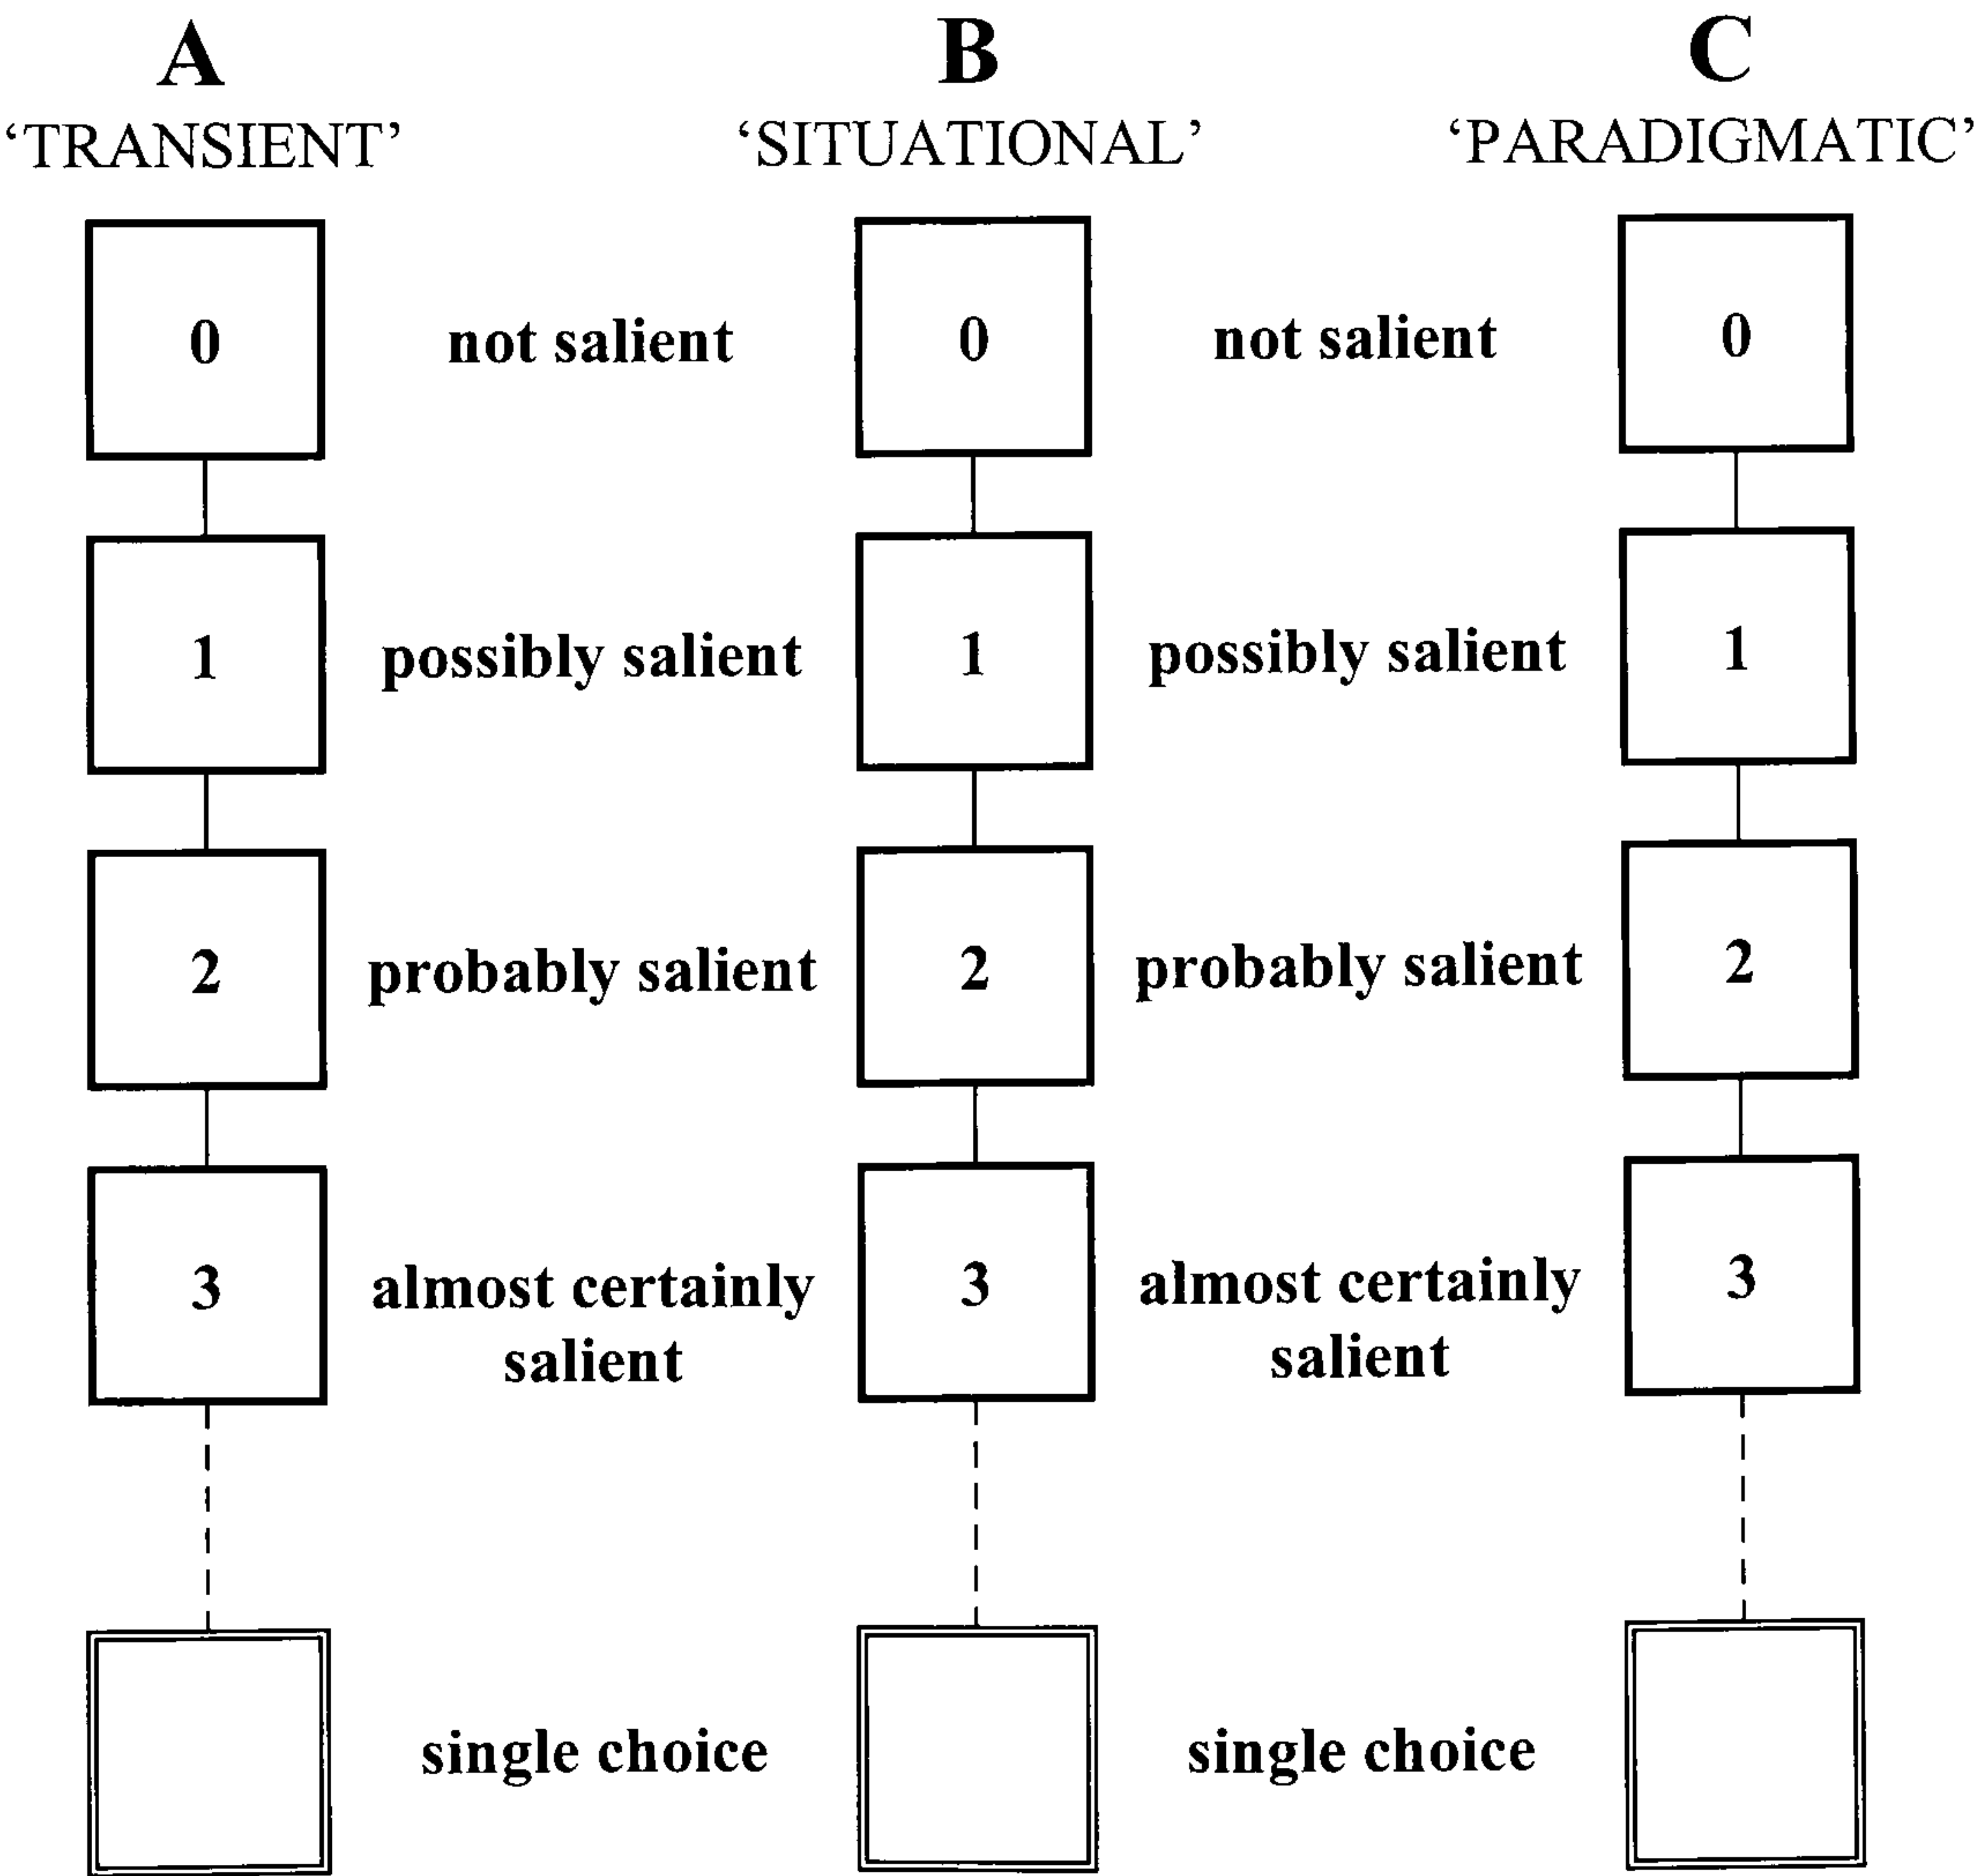 A B C
‘TRANSIENT’ ‘SITUATIONAL’ ‘PARADIGMATIC’
0 not salient 0 not salient 0
1 possibly salient 1 possibly salient 1
2 probably salient 2 probably salient 2
3 almost certainly 3 almost certainly 3
salient salient
single choice single choice